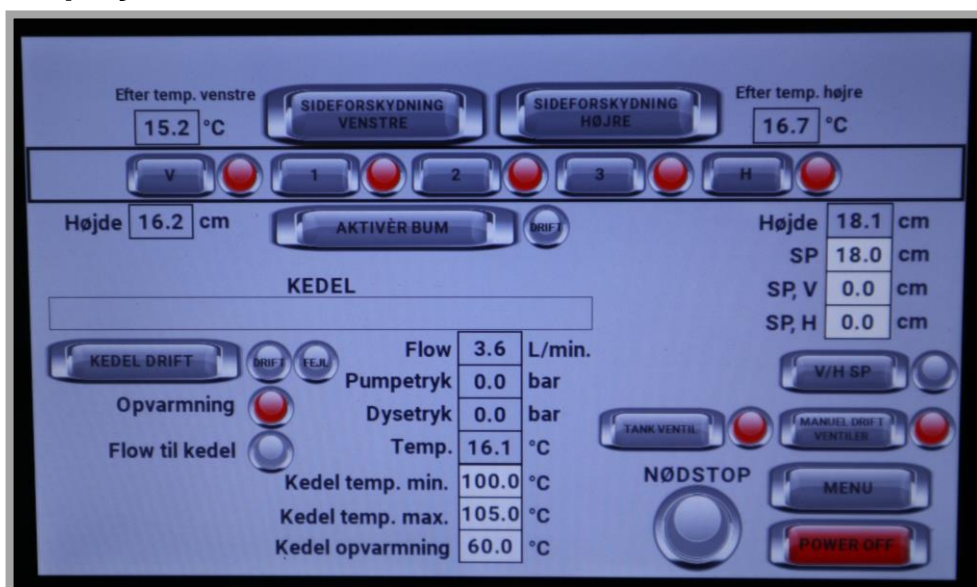 Efter temp. venstre
SIDEFORSKYDNING
VENSTRE
SIDEFORSKYDNING
HØJRE
Efter temp. højre
15.2 °C
16.7 °C
V 1 2 3 H
Højde 16.2 cm
AKTIVÈR BUM
DRIFT
Højde 18.1 cm
SP 18.0 cm
SP, V 0.0 cm
SP, H 0.0 cm
KEDEL
KEDEL DRIFT
DRIFT
FEJL
Flow 3.6 L/min.
Pumpetryk 0.0 bar
Opvarmning
Dysetryk 0.0 bar
Flow til kedel
Temp. 16.1 °C
Kedel temp. min. 100.0 °C
Kedel temp. max. 105.0 °C
Kedel opvarmning 60.0 °C
V/H SP
TANK VENTIL
MANUEL DRIFT
VENTILER
NØDSTOP
MENU
POWER OFF